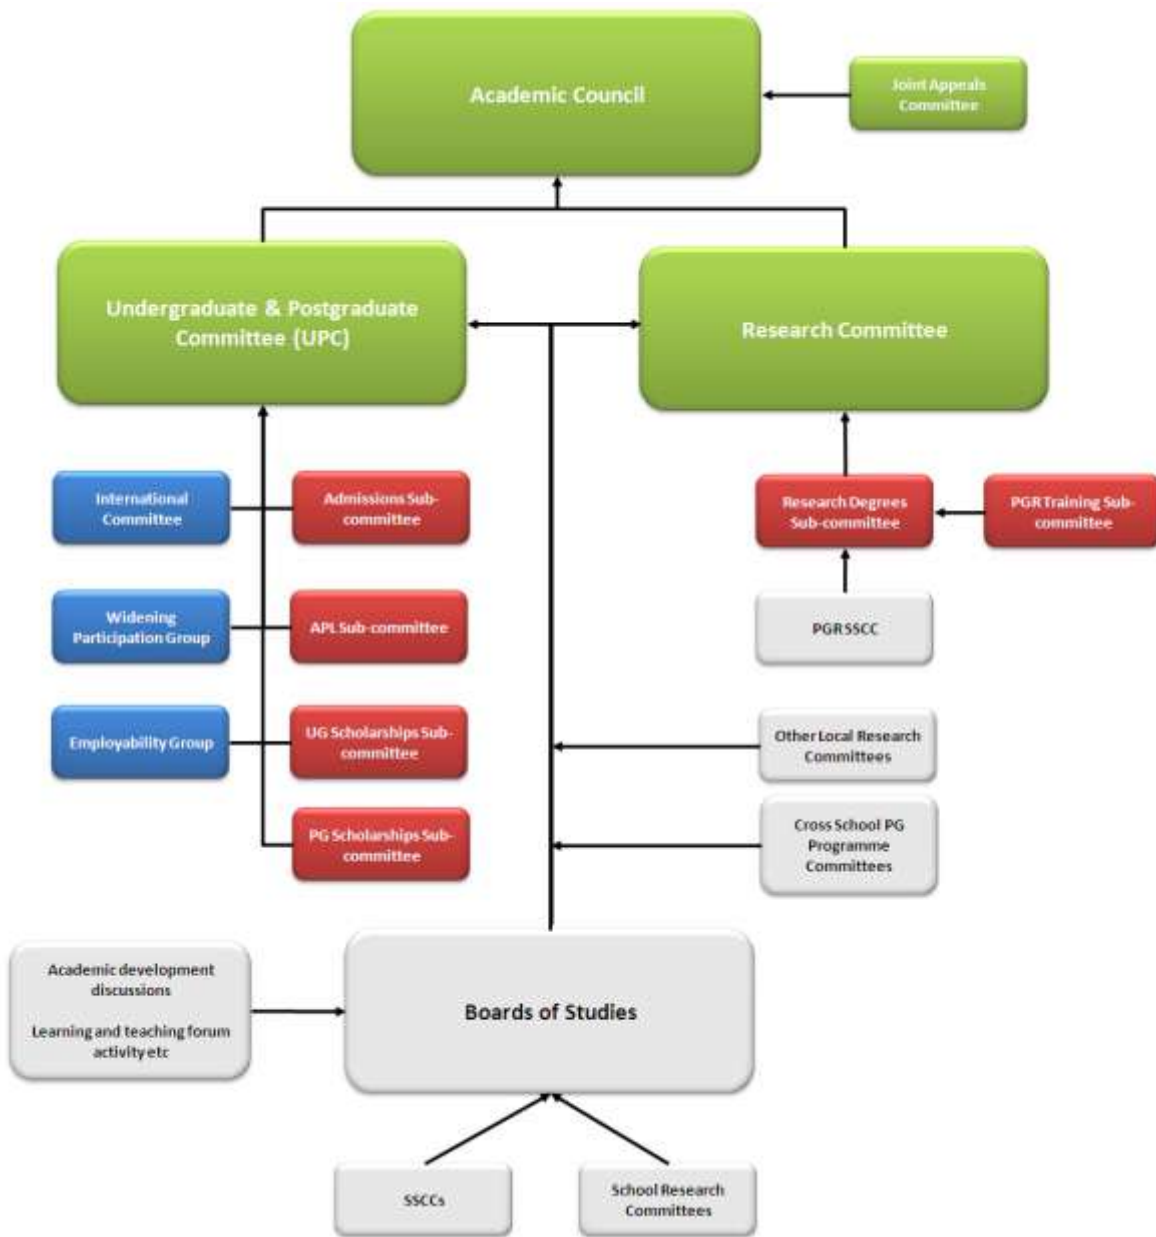 Academic Council
Joint Appeals
Committee
Undergraduate & Postgraduate
Committee (UPC)
Research Committee
International
Committee
Admissions Sub-
committee
Research Degrees
Sub-committee
PGR Training Sub-
committee
Widening
Participation Group
APL Sub-committee
PGR SSCC
Employability Group
UG Scholarships Sub-
committee
Other Local Research
Committees
PG Scholarships Sub-
committee
Cross School PG
Programme
Committees
Academic development
discussions
Learning and teaching forum
activity etc
Boards of Studies
SSCCs
School Research
Committees